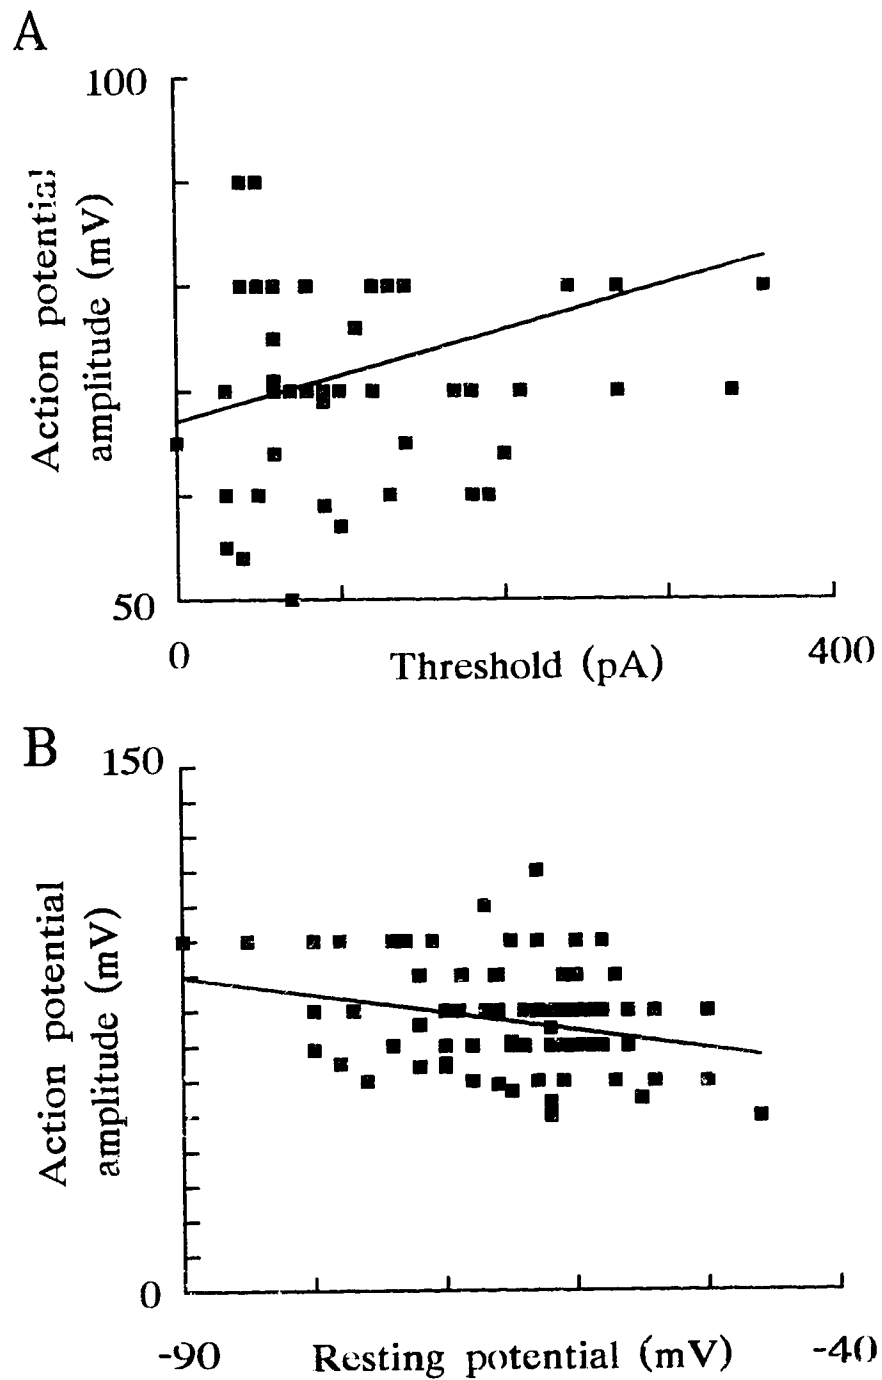 A
100
Action potential
amplitude (mV)
50
0
Threshold (pA)
400
B
150
Action potential
amplitude (mV)
0
-90
Resting potential (mV)
-40